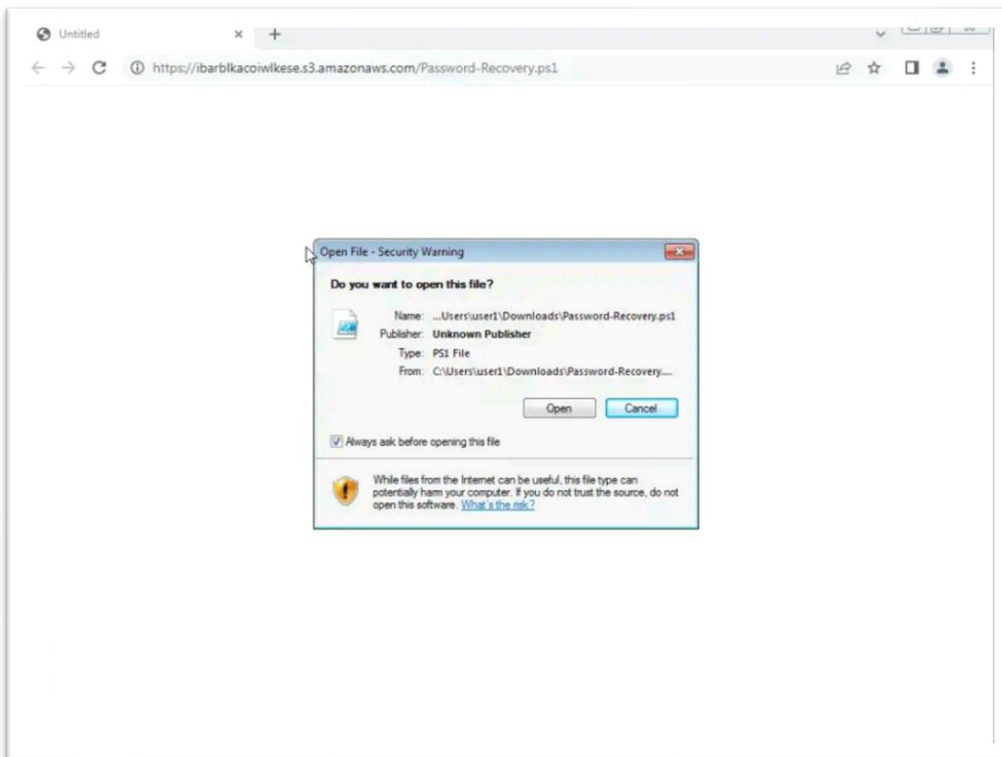 Untitled
https://ibarblkacoiwlkese.s3.amazonaws.com/Password-Recovery.ps1
Open File - Security Warning
Do you want to open this file?
Name: ...Users\user1\Downloads\Password-Recovery.ps1
Publisher: Unknown Publisher
Type: PS1 File
From: C:\Users\user1\Downloads\Password-Recovery....
Open Cancel
Always ask before opening this file
While files from the Internet can be useful, this file type can
potentially harm your computer. If you do not trust the source, do not
open this software. What's the risk?